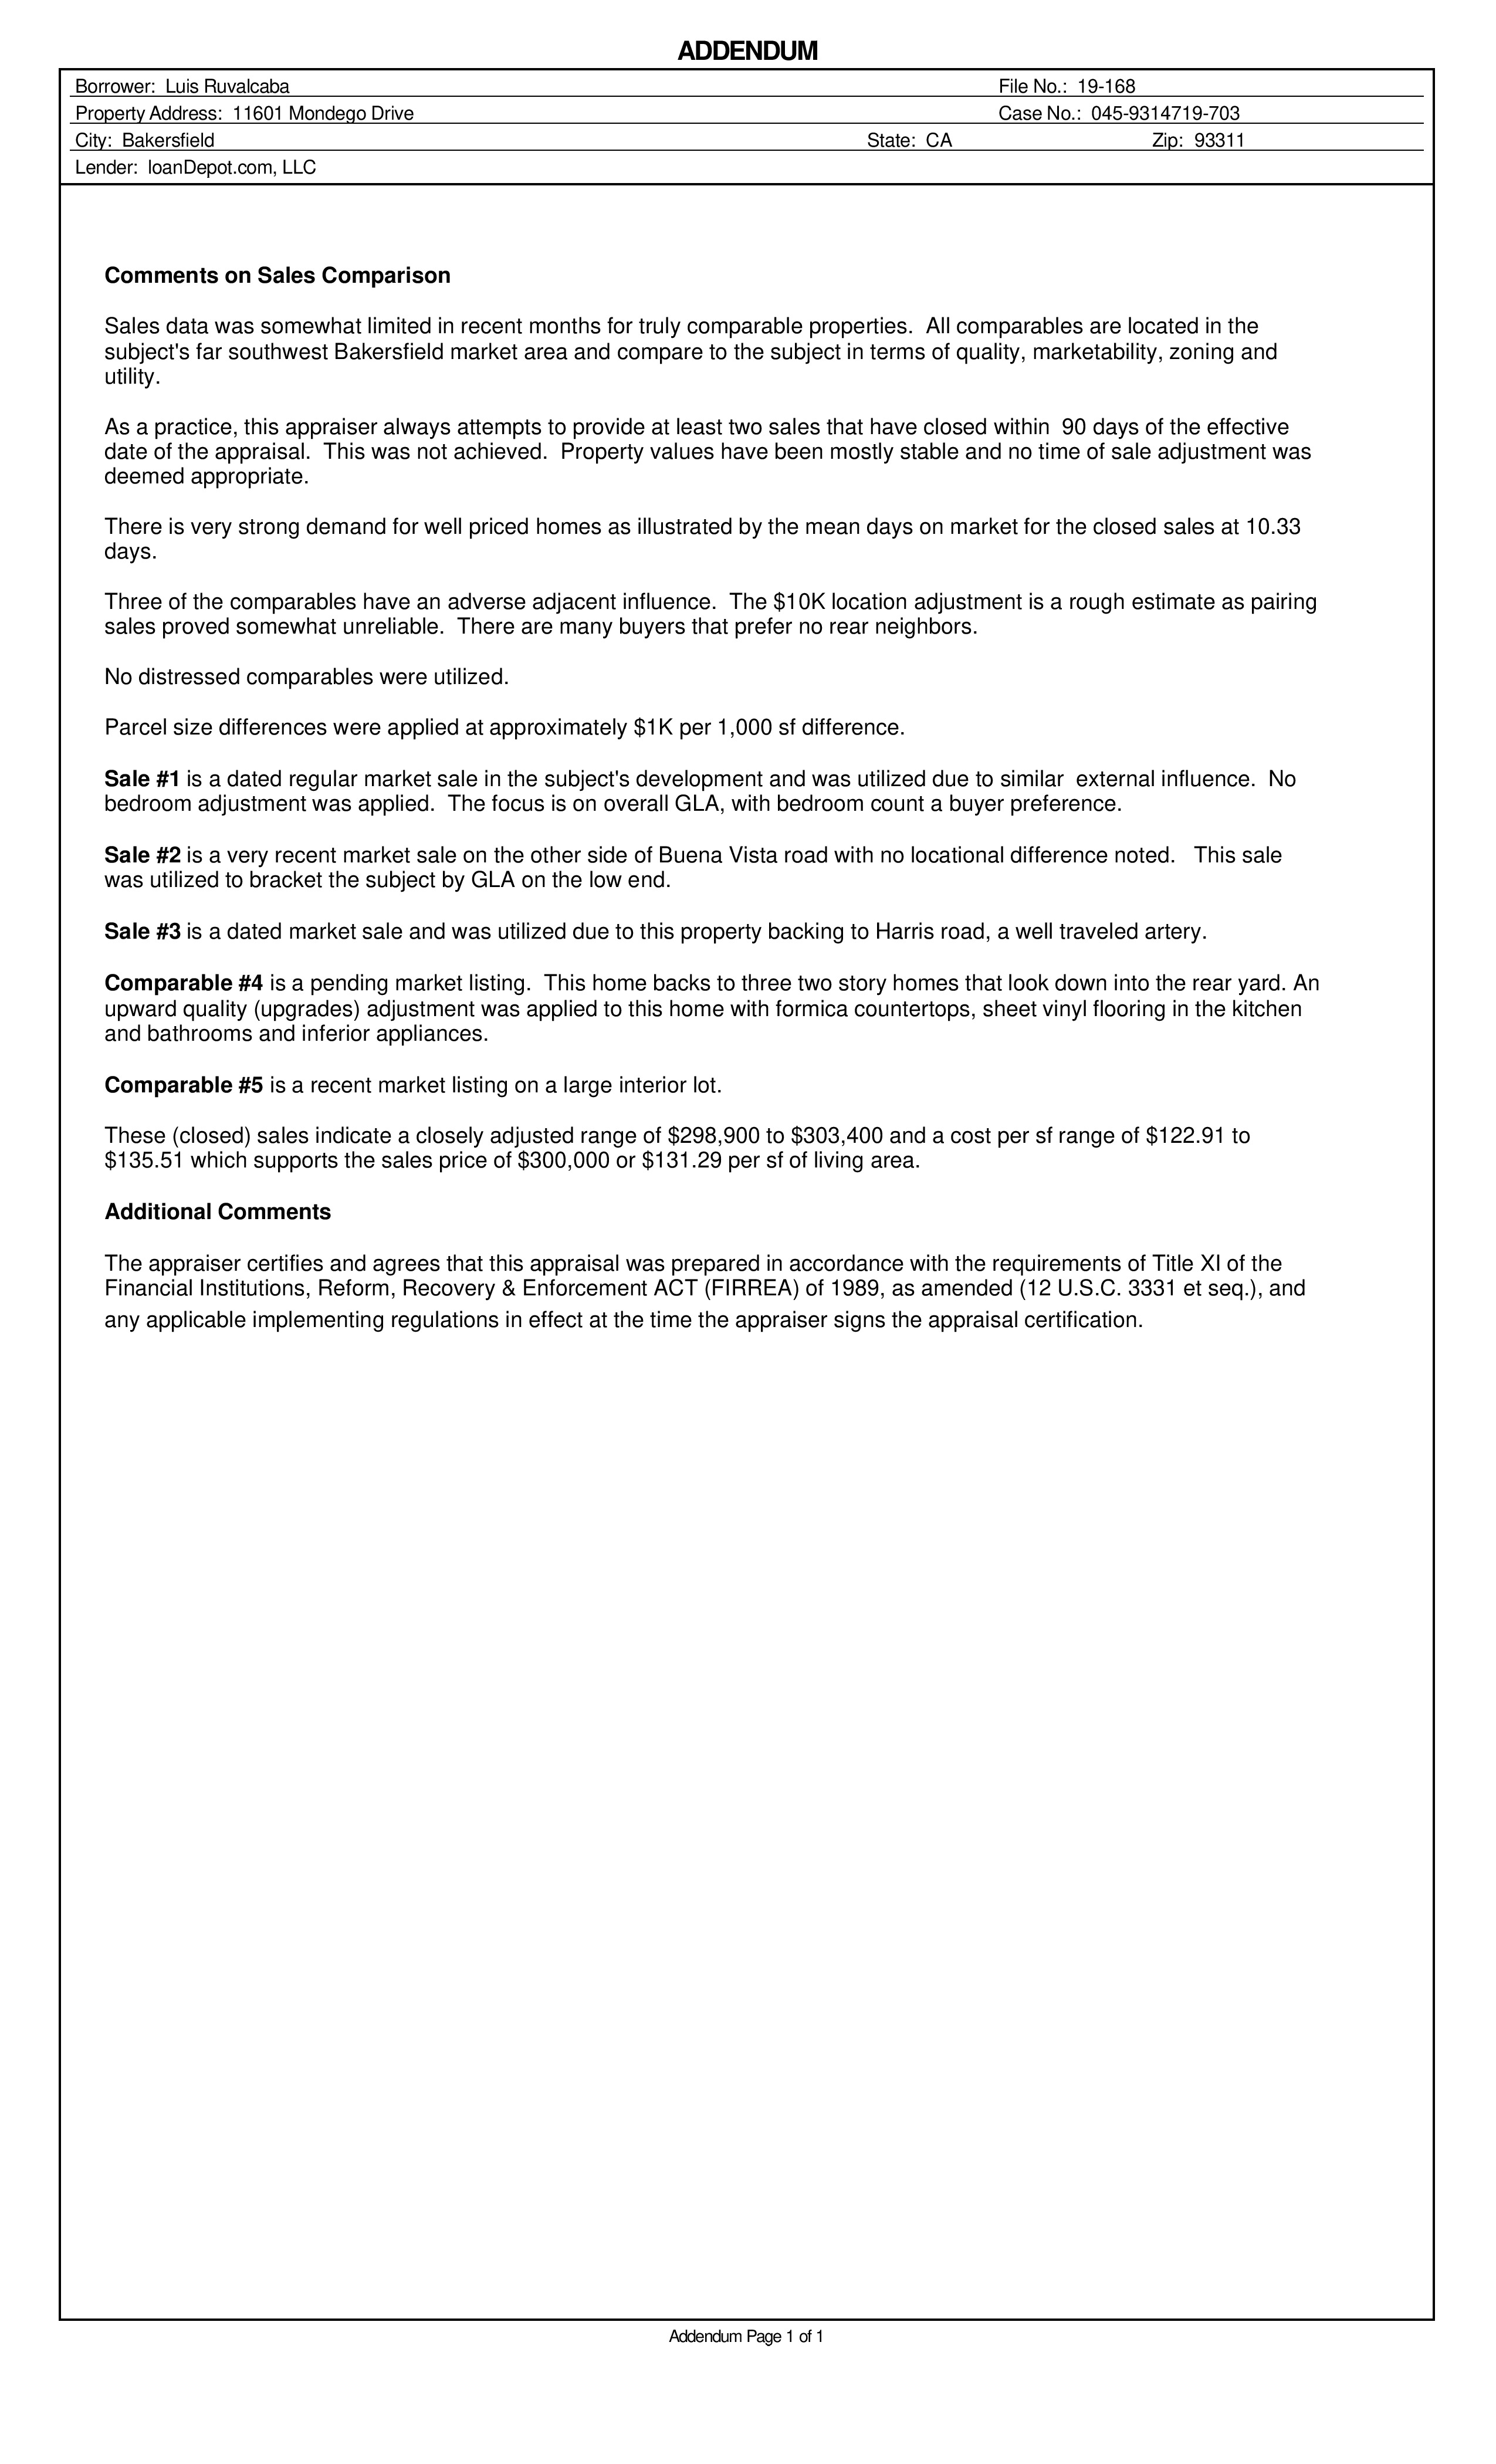 ADDENDUM
Borrower: Luis Ruvalcaba File No.: 19-168
Property Address: 11601 Mondego Drive Case No.: 045-9314719-703
City: Bakersfield State: CA Zip: 93311
Lender: loanDepot.com, LLC
Comments on Sales Comparison
Sales data was somewhat limited in recent months for truly comparable properties. All comparables are located in the
subject's far southwest Bakersfield market area and compare to the subject in terms of quality, marketability, zoning and
utility.
As a practice, this appraiser always attempts to provide at least two sales that have closed within 90 days of the effective
date of the appraisal. This was not achieved. Property values have been mostly stable and no time of sale adjustment was
deemed appropriate.
There is very strong demand for well priced homes as illustrated by the mean days on market for the closed sales at 10.33
days.
Three of the comparables have an adverse adjacent influence. The $10K location adjustment is a rough estimate as pairing
sales proved somewhat unreliable. There are many buyers that prefer no rear neighbors.
No distressed comparables were utilized.
Parcel size differences were applied at approximately $1K per 1,000 sf difference.
Sale #1 is a dated regular market sale in the subject's development and was utilized due to similar external influence. No
bedroom adjustment was applied. The focus is on overall GLA, with bedroom count a buyer preference.
Sale #2 is a very recent market sale on the other side of Buena Vista road with no locational difference noted. This sale
was utilized to bracket the subject by GLA on the low end.
Sale #3 is a dated market sale and was utilized due to this property backing to Harris road, a well traveled artery.
Comparable #4 is a pending market listing. This home backs to three two story homes that look down into the rear yard. An
upward quality (upgrades) adjustment was applied to this home with formica countertops, sheet vinyl flooring in the kitchen
and bathrooms and inferior appliances.
Comparable #5 is a recent market listing on a large interior lot.
These (closed) sales indicate a closely adjusted range of $298,900 to $303,400 and a cost per sf range of $122.91 to
$135.51 which supports the sales price of $300,000 or $131.29 per sf of living area.
Additional Comments
The appraiser certifies and agrees that this appraisal was prepared in accordance with the requirements of Title XI of the
Financial Institutions, Reform, Recovery & Enforcement ACT (FIRREA) of 1989, as amended (12 U.S.C. 3331 et seq.), and
any applicable implementing regulations in effect at the time the appraiser signs the appraisal certification.
Addendum Page 1 of 1